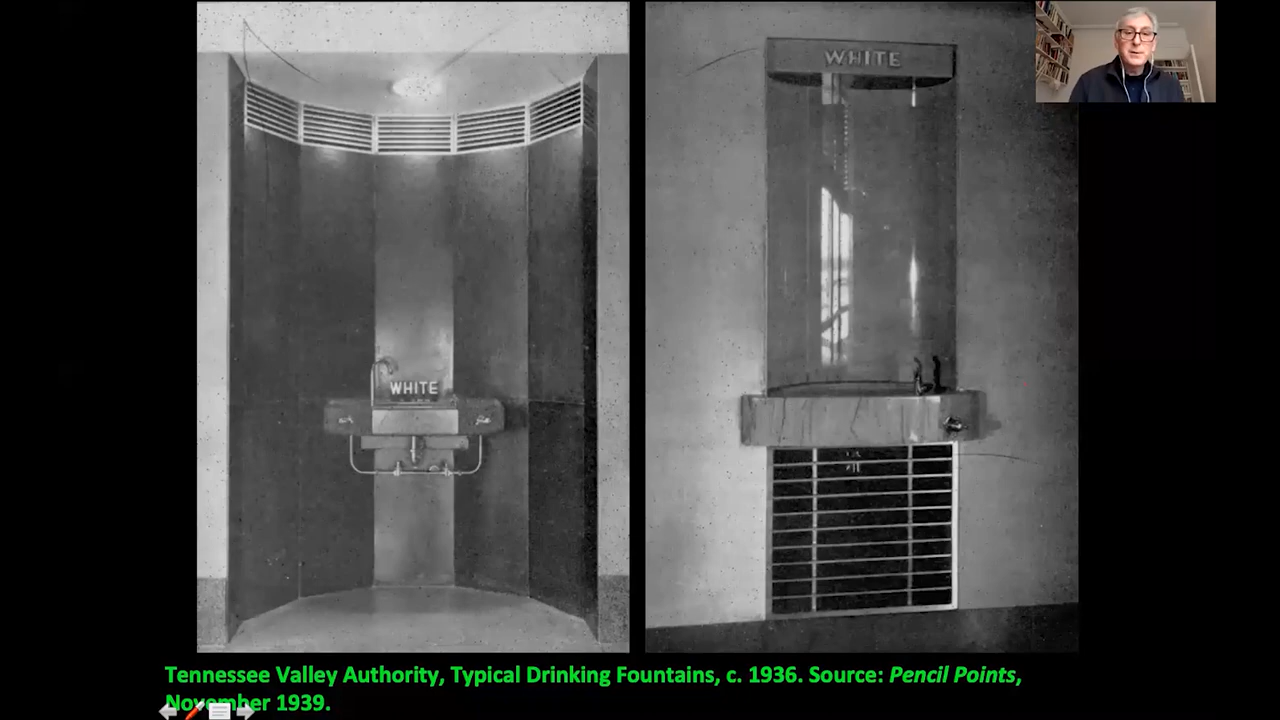 WHITE
WHITE
Tennessee Valley Authority, Typical Drinking Fountains, c. 1936. Source: Pencil Points,
November 1939.